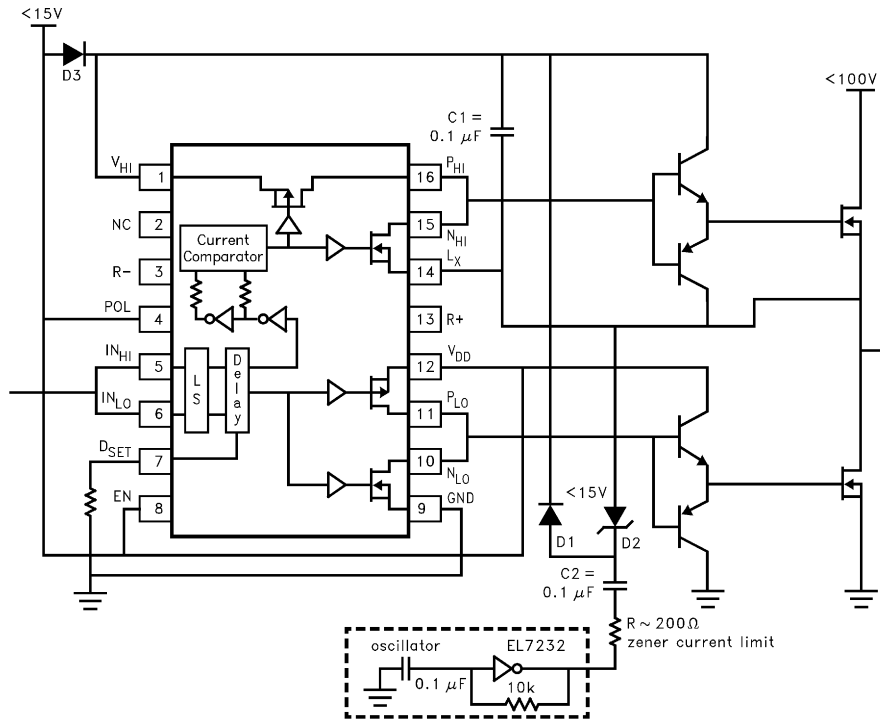 <15V
D3
<100V
C1 =
0.1 μF
V_HI
1
16
P_HI
NC
2
15
N_HI
Current
Comparator
R-
3
14
L_X
POL
4
13
R+
IN_HI
5
12
V_DD
LS
Delay
IN_LO
6
11
P_LO
D_SET
7
10
N_LO
EN
8
9
GND
<15V
D1
D2
C2 =
0.1 μF
R~200Ω
zener current limit
oscillator
EL7232
0.1 μF
10k